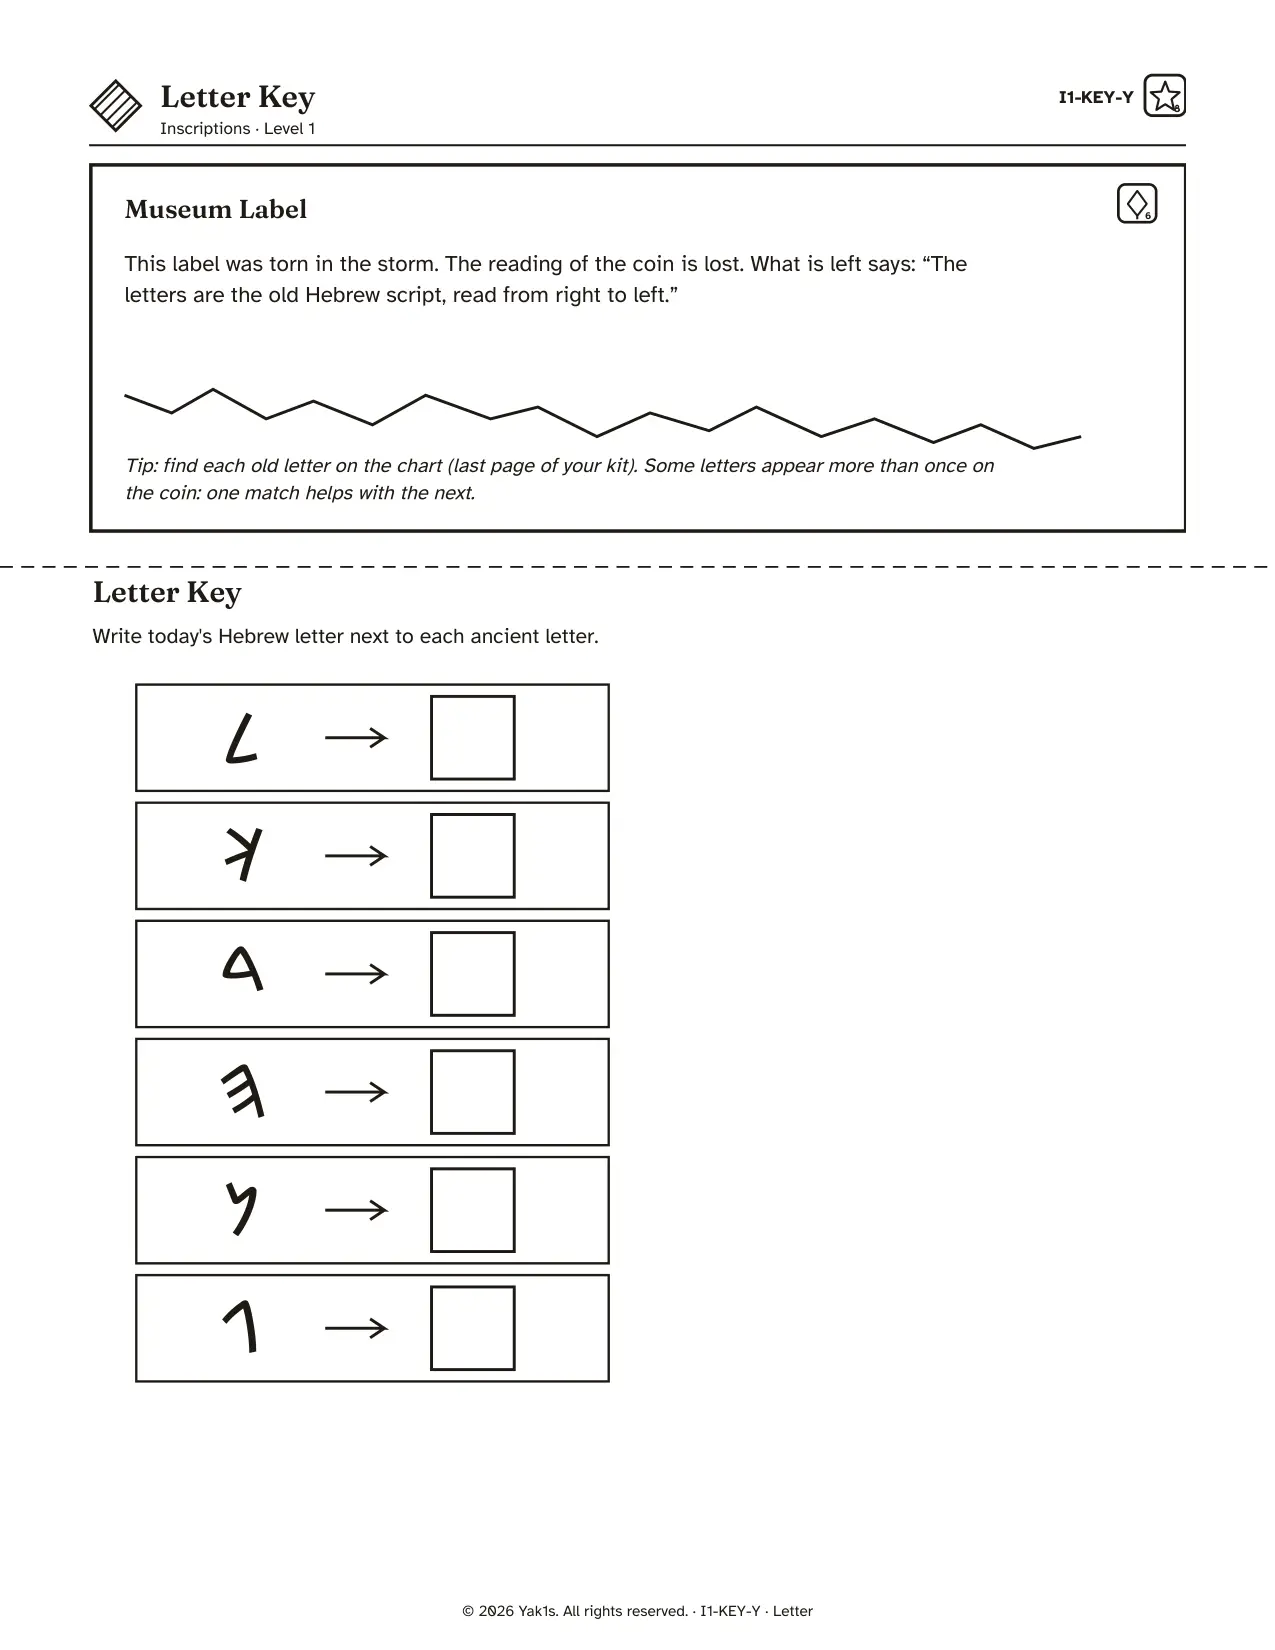 Letter Key
Inscriptions · Level 1
I1-KEY-Y
8
Museum Label
6
This label was torn in the storm. The reading of the coin is lost. What is left says: “The
letters are the old Hebrew script, read from right to left.”
Tip: find each old letter on the chart (last page of your kit). Some letters appear more than once on
the coin: one match helps with the next.
Letter Key
Write today's Hebrew letter next to each ancient letter.
𐤋 →
𐤀 →
𐤃 →
𐤄 →
𐤂 →
© 2026 Yak1s. All rights reserved. · I1-KEY-Y · Letter